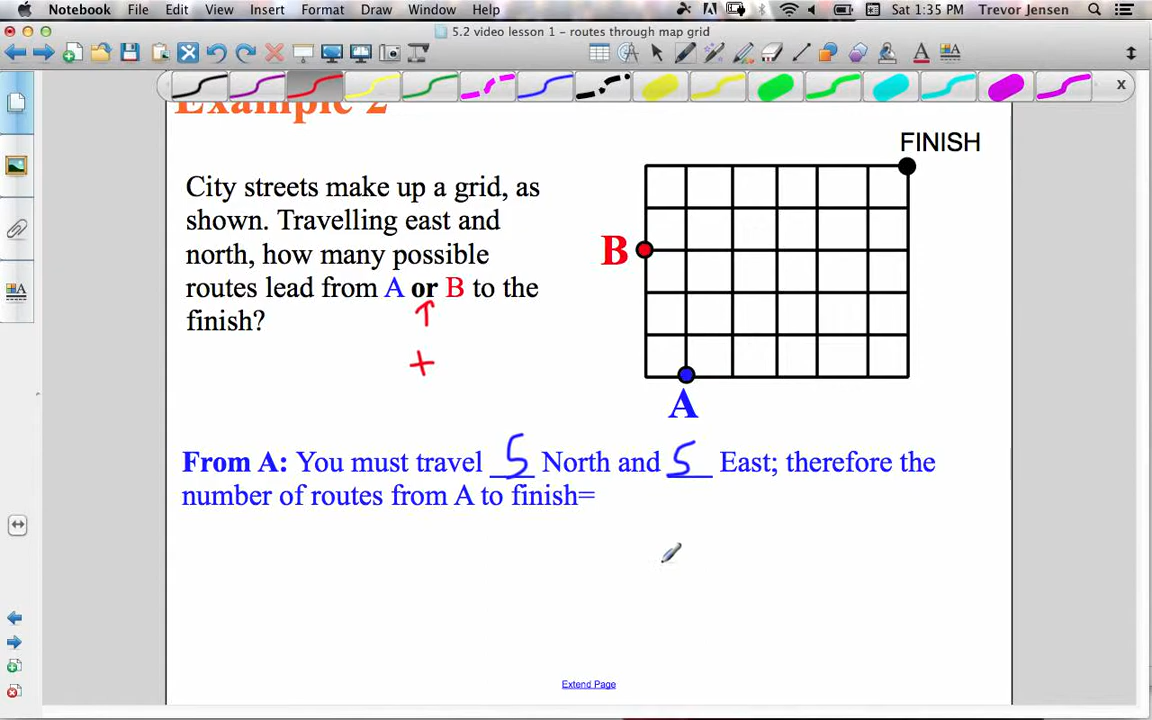 Notebook File Edit View Insert Format Draw Window Help Sat 1:35 PM Trevor Jensen
5.2 video lesson 1 – routes through map grid
x
Example 2
FINISH
City streets make up a grid, as
shown. Travelling east and
north, how many possible
routes lead from A or B to the
finish?
↑
+
B
A
From A: You must travel 5 North and 5 East; therefore the
number of routes from A to finish=
Extend Page